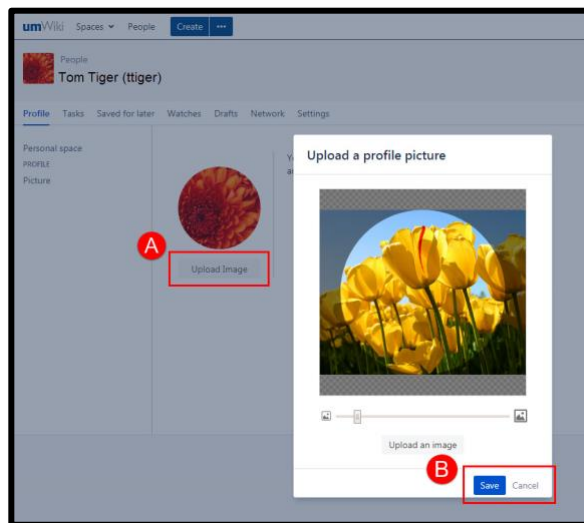 umWiki Spaces People Create •••
People
Tom Tiger (ttiger)
Profile Tasks Saved for later Watches Drafts Network Settings
Personal space
PROFILE
Picture
A
Upload Image
Upload a profile picture
Upload an image
B
Save Cancel